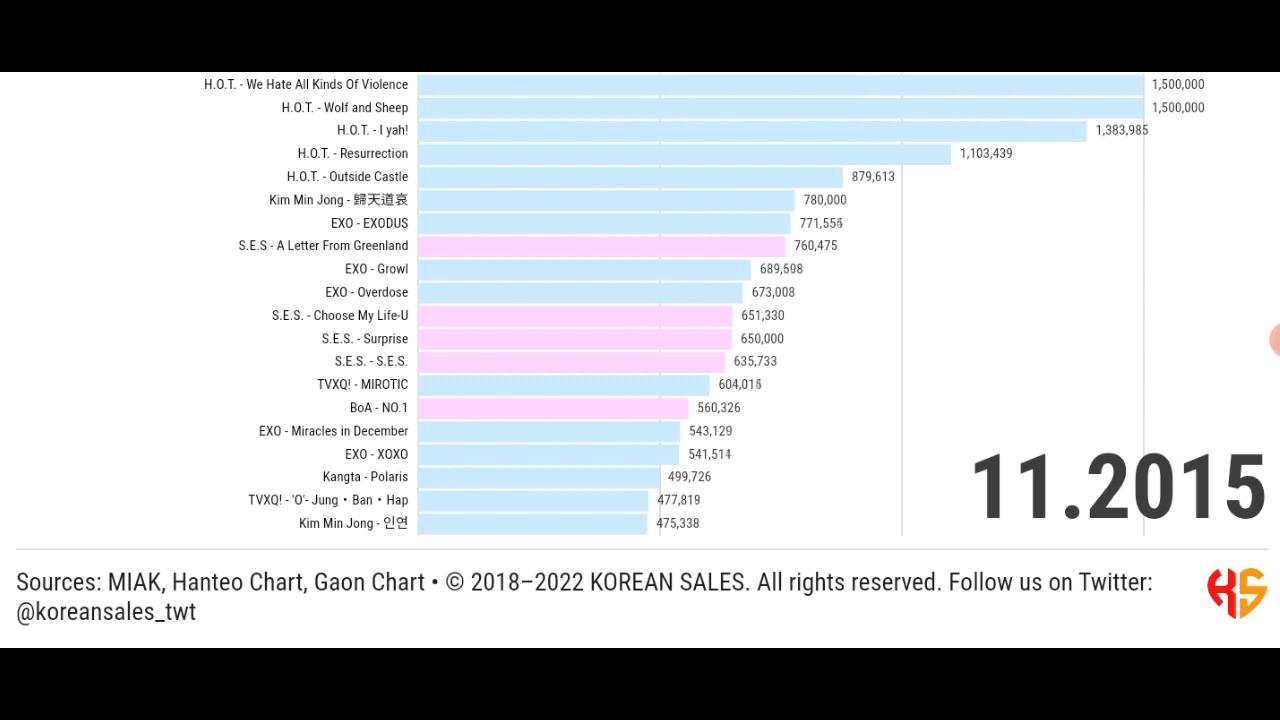 H.O.T. - We Hate All Kinds Of Violence 1,500,000
H.O.T. - Wolf and Sheep 1,500,000
H.O.T. - I yah! 1,383,985
H.O.T. - Resurrection 1,103,439
H.O.T. - Outside Castle 879,613
Kim Min Jong - 歸天道哀 780,000
EXO - EXODUS
S.E.S - A Letter From Greenland 760,475
EXO - Growl
EXO - Overdose 673,008
S.E.S. - Choose My Life-U 651,330
S.E.S. - Surprise 650,000
S.E.S. - S.E.S. 635,733
TVXQ! - MIROTIC
BoA - NO.1 560,326
EXO - Miracles in December 543,129
EXO - XOXO 541,514
Kangta - Polaris 499,726
TVXQ! - 'O'- Jung・Ban・Hap 477,819
Kim Min Jong - 인연 475,338
11.2015
Sources: MIAK, Hanteo Chart, Gaon Chart • © 2018–2022 KOREAN SALES. All rights reserved. Follow us on Twitter:
@koreansales_twt
KS